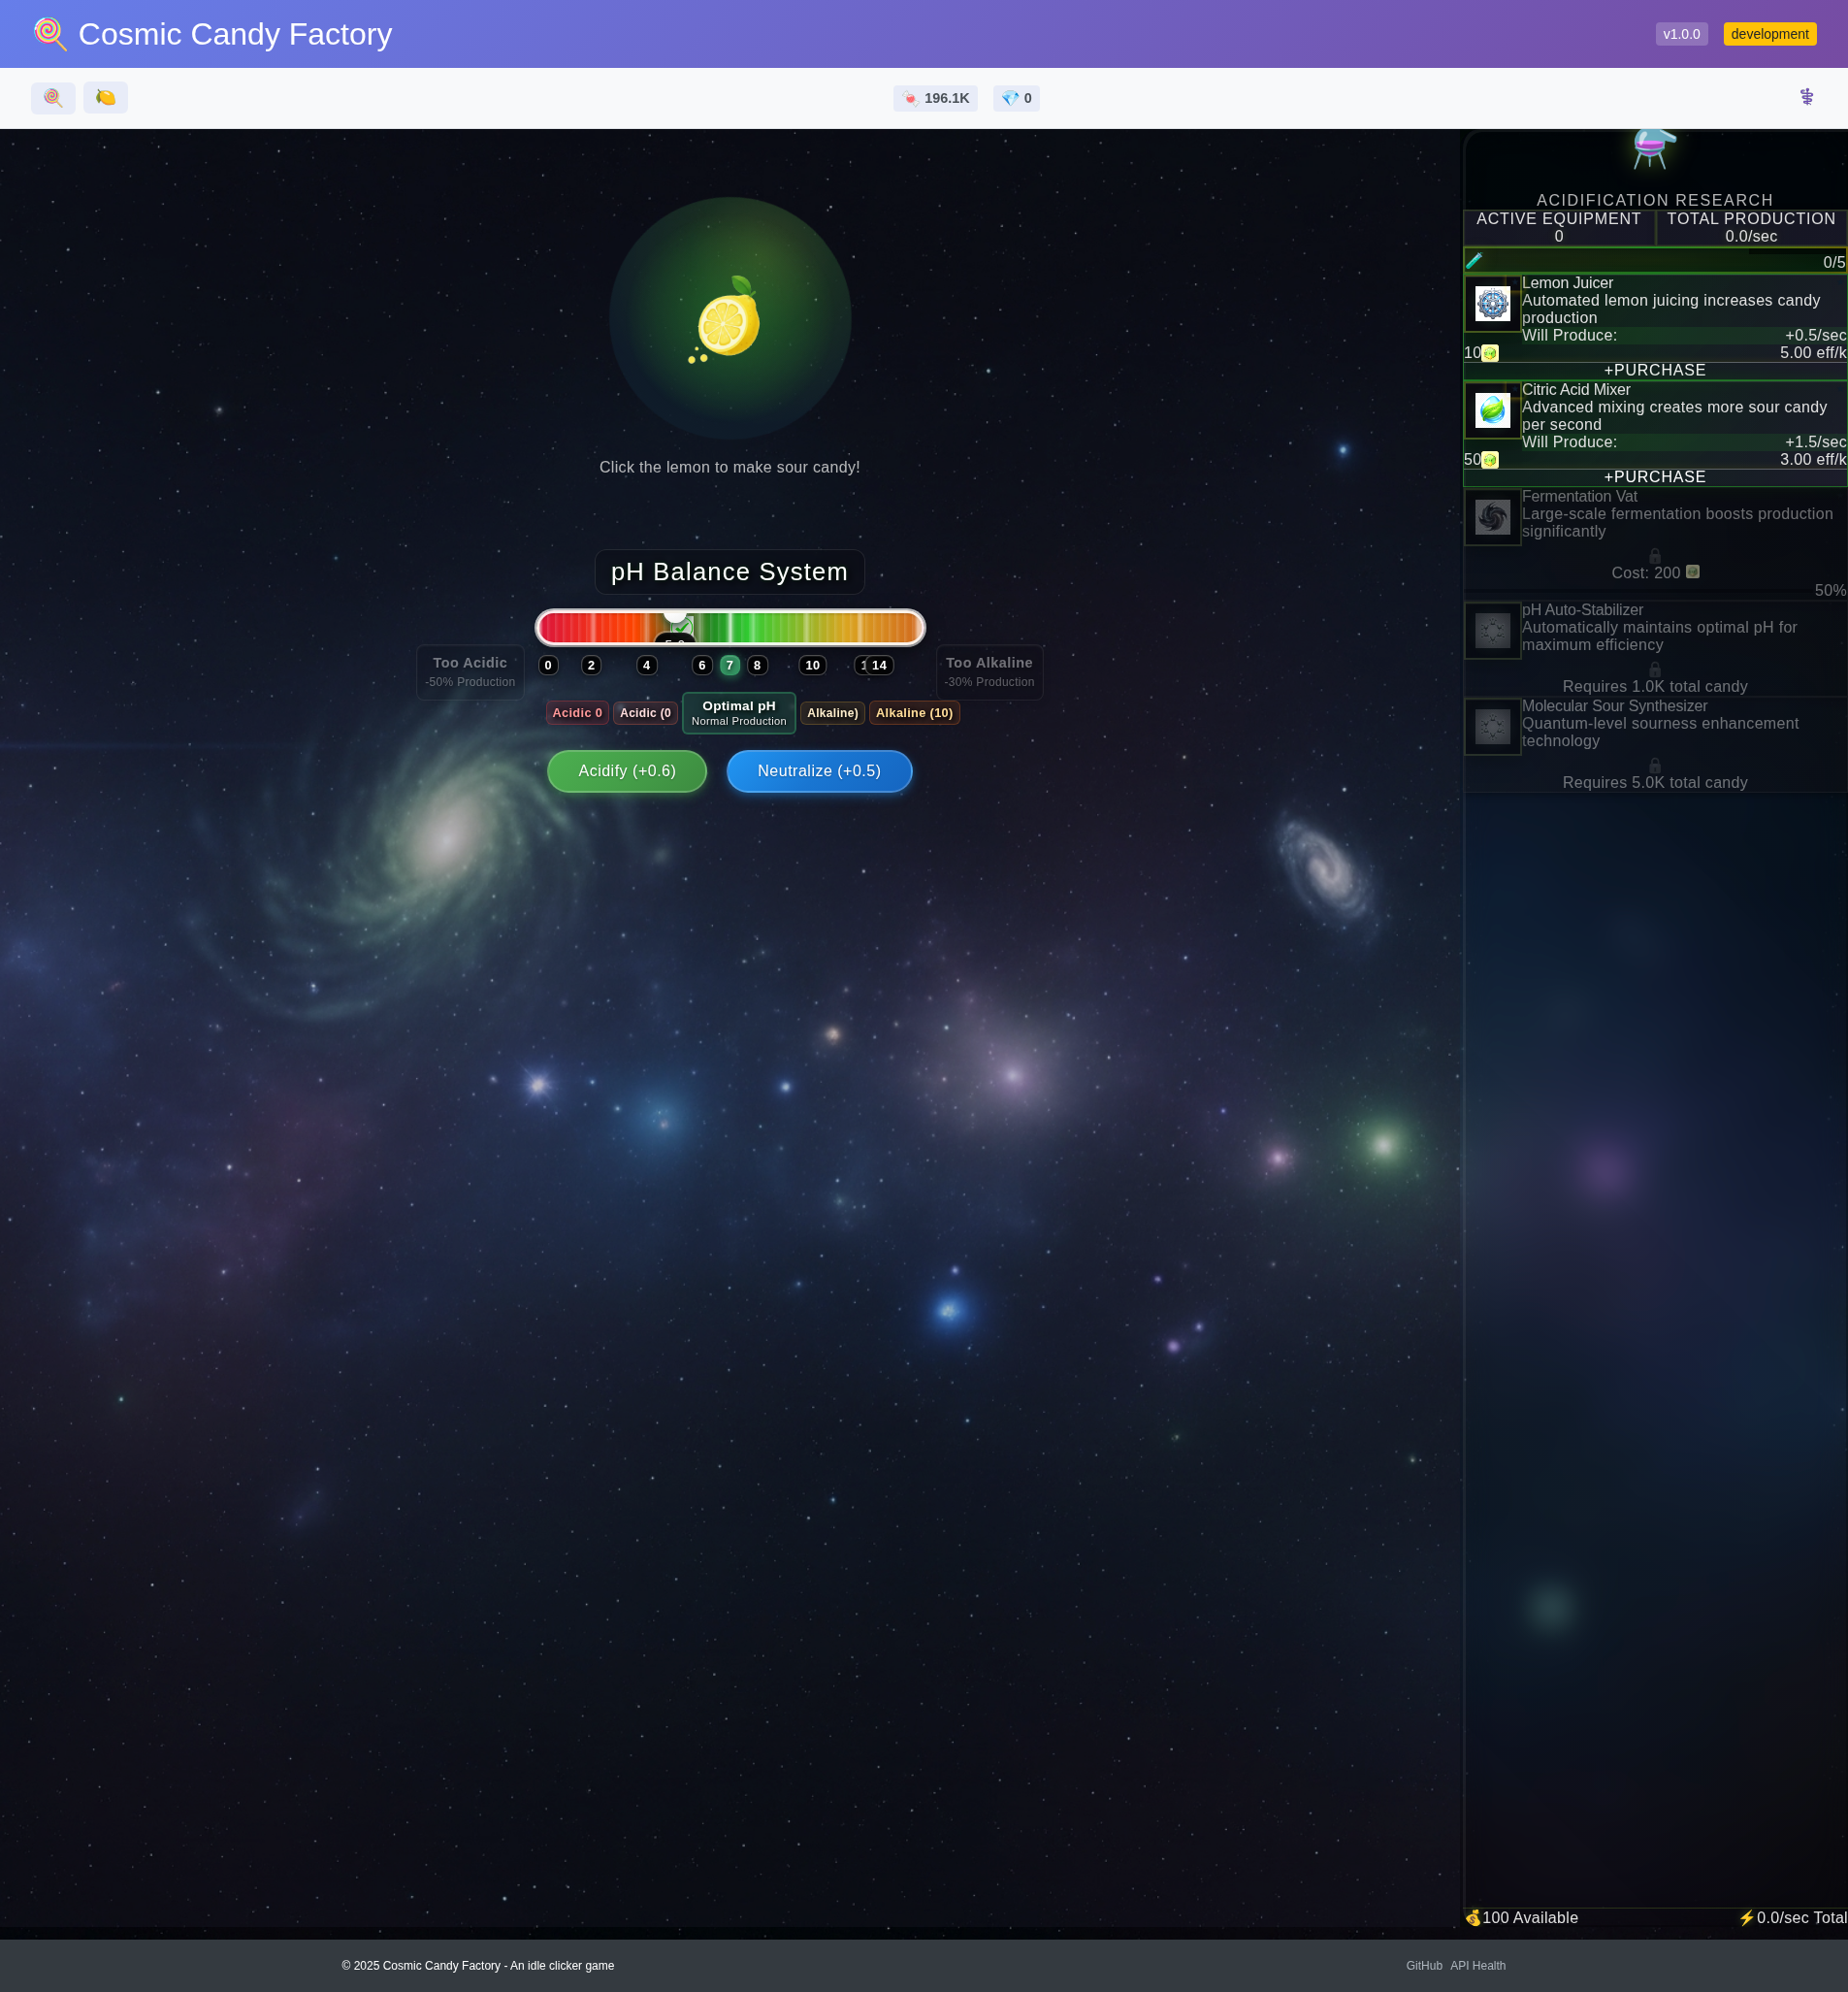 Cosmic Candy Factory
v1.0.0
development
196.1K
0
Click the lemon to make sour candy!
pH Balance System
Too Acidic
-50% Production
0 2 4 6 7 8 10 14
Too Alkaline
-30% Production
Acidic 0
Acidic (0
Optimal pH
Normal Production
Alkaline)
Alkaline (10)
Acidify (+0.6)
Neutralize (+0.5)
ACIDIFICATION RESEARCH
ACTIVE EQUIPMENT
0
TOTAL PRODUCTION
0.0/sec
0/5
Lemon Juicer
Automated lemon juicing increases candy
production
Will Produce: +0.5/sec
10 5.00 eff/k
+PURCHASE
Citric Acid Mixer
Advanced mixing creates more sour candy
per second
Will Produce: +1.5/sec
50 3.00 eff/k
+PURCHASE
Fermentation Vat
Large-scale fermentation boosts production
significantly
Cost: 200
50%
pH Auto-Stabilizer
Automatically maintains optimal pH for
maximum efficiency
Requires 1.0K total candy
Molecular Sour Synthesizer
Quantum-level sourness enhancement
technology
Requires 5.0K total candy
100 Available
0.0/sec Total
© 2025 Cosmic Candy Factory - An idle clicker game
GitHub API Health